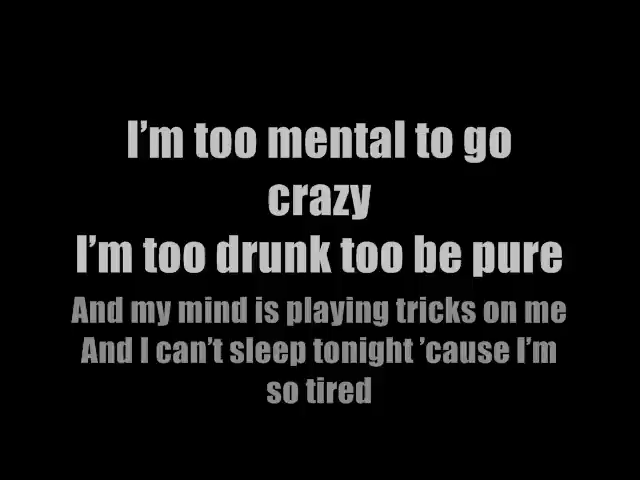 I'm too mental to go
crazy
I'm too drunk too be pure
And my mind is playing tricks on me
And I can't sleep tonight 'cause I'm
so tired